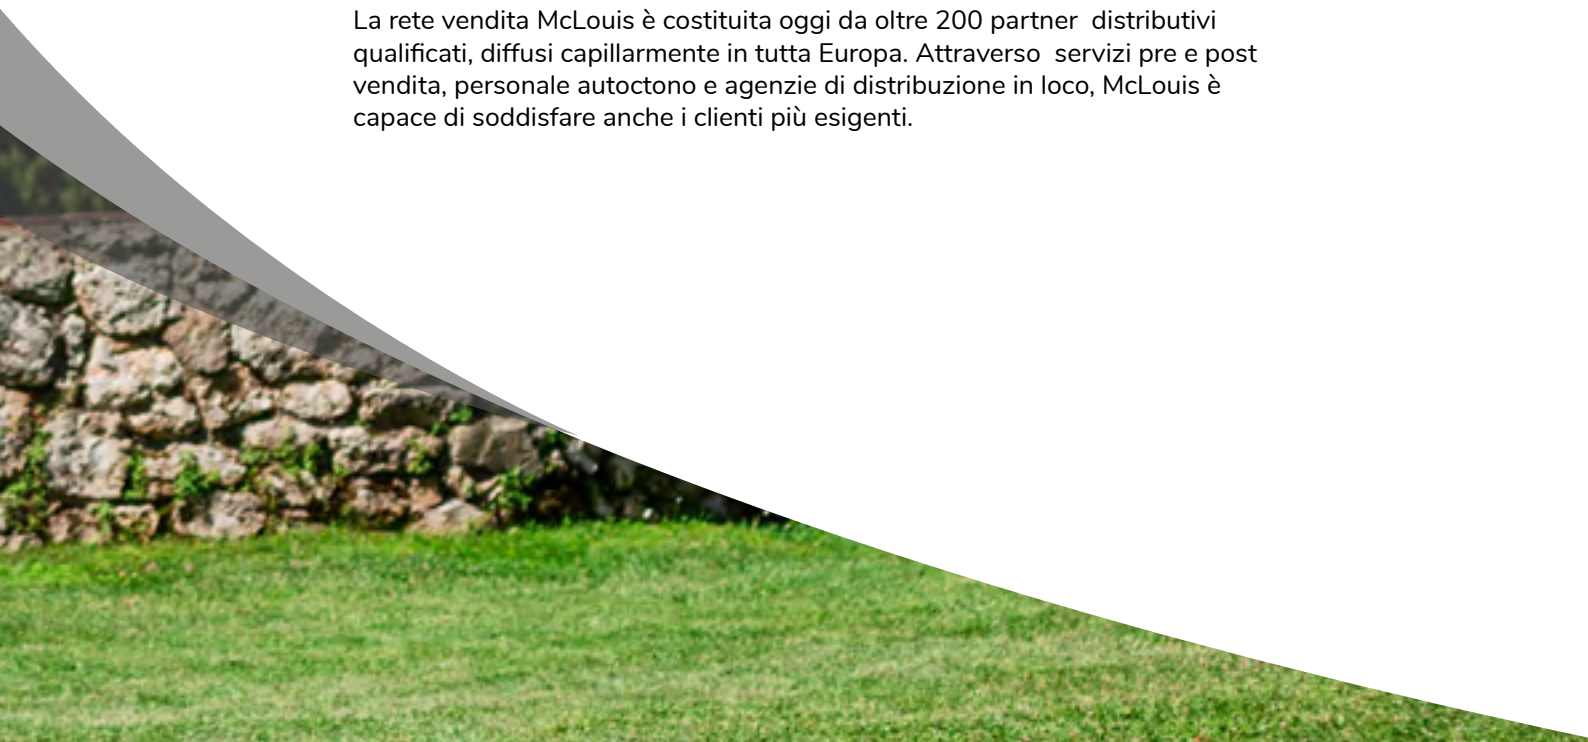 La rete vendita McLouis è costituita oggi da oltre 200 partner  distributivi
qualificati, diffusi capillarmente in tutta Europa. Attraverso  servizi pre e post
vendita, personale autoctono e agenzie di distribuzione in loco, McLouis è
capace di soddisfare anche i clienti più esigenti.